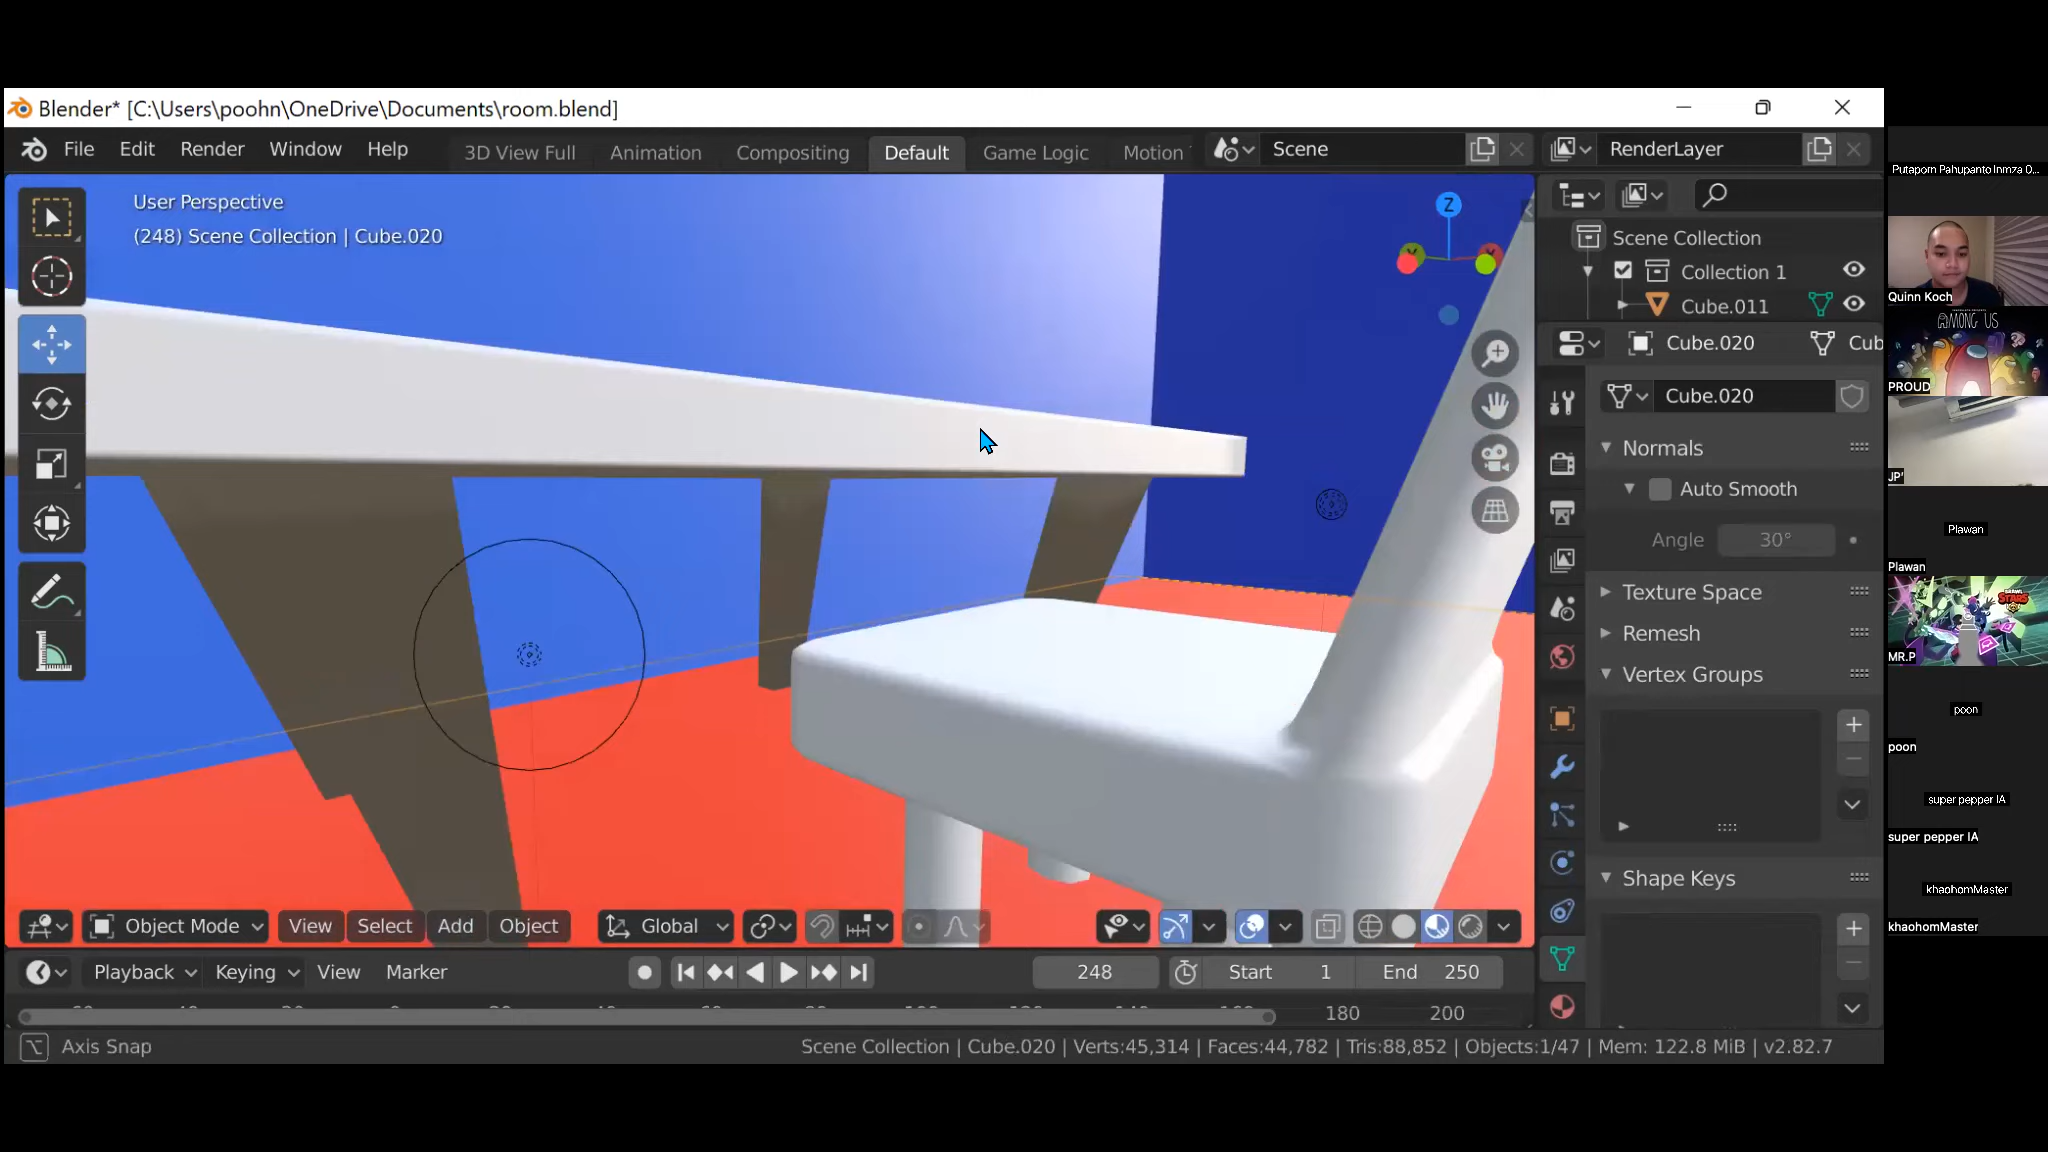 Blender* [C:\Users\poohn\OneDrive\Documents\room.blend]
File Edit Render Window Help
3D View Full Animation Compositing Default Game Logic Motion
Scene
RenderLayer
User Perspective
(248) Scene Collection | Cube.020
Z
Scene Collection
Collection 1
Cube.011
Cube.020 Cub
Cube.020
Normals
Auto Smooth
Angle 30°
Texture Space
Remesh
Vertex Groups
Shape Keys
Object Mode View Select Add Object Global
Playback Keying View Marker 248 Start 1 End 250
180 200
Axis Snap
Scene Collection | Cube.020 | Verts:45,314 | Faces:44,782 | Tris:88,852 | Objects:1/47 | Mem: 122.8 MiB | v2.82.7
Putaporn Pahupanto Inmza 0...
Quinn Koch
AMONG US
PROUD
JP'
Plawan
Plawan
BRAWL
STARS
MR.P
poon
poon
super pepper IA
super pepper IA
khaohomMaster
khaohomMaster